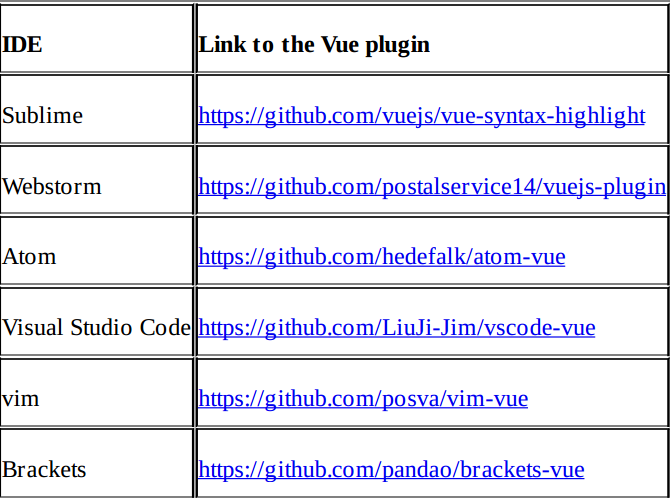 IDE Link to the Vue plugin
Sublime https://github.com/vuejs/vue-syntax-highlight
Webstorm https://github.com/postalservice14/vuejs-plugin
Atom https://github.com/hedefalk/atom-vue
Visual Studio Code https://github.com/LiuJi-Jim/vscode-vue
vim https://github.com/posva/vim-vue
Brackets https://github.com/pandao/brackets-vue